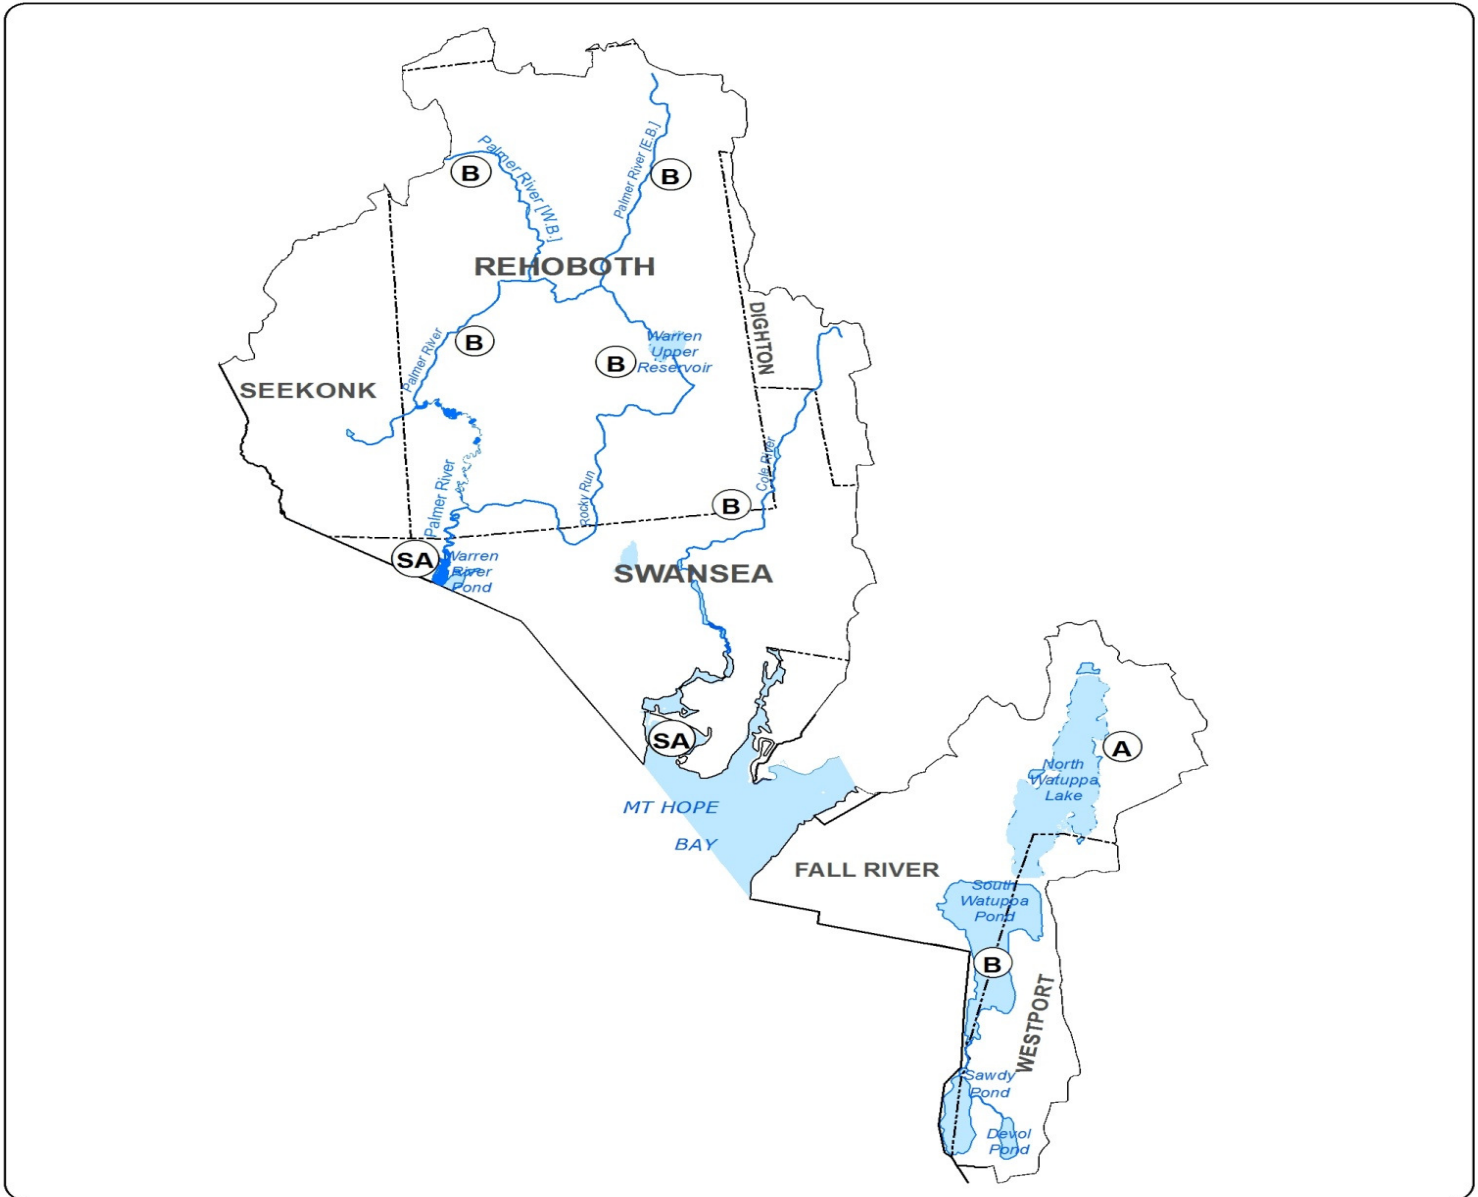 Palmer River [W.B.]
Palmer River [E.B.]
B
B
REHOBOTH
DIGHTON
Warren
Upper
Reservoir
B
B
Palmer River
SEEKONK
Cole River
Palmer River
Rocky Run
B
SA
Warren
River
Pond
SWANSEA
SA
A
North
Watuppa
Lake
MT HOPE
BAY
FALL RIVER
South
Watuppa
Pond
B
WESTPORT
Sawdy
Pond
Devol
Pond